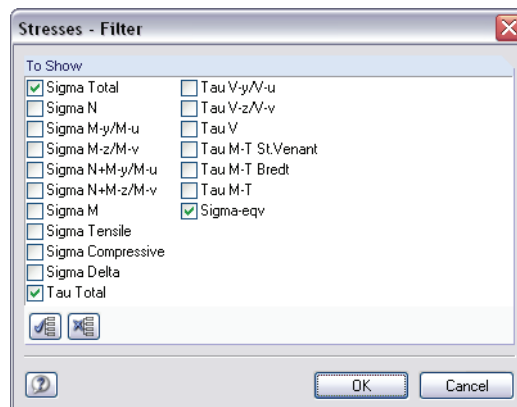 Stresses - Filter
To Show
Sigma Total
Sigma N
Sigma M-y/M-u
Sigma M-z/M-v
Sigma N+M-y/M-u
Sigma N+M-z/M-v
Sigma M
Sigma Tensile
Sigma Compressive
Sigma Delta
Tau Total
Tau V-y/V-u
Tau V-z/V-v
Tau V
Tau M-T St.Venant
Tau M-T Bredt
Tau M-T
Sigma-eqv
OK
Cancel